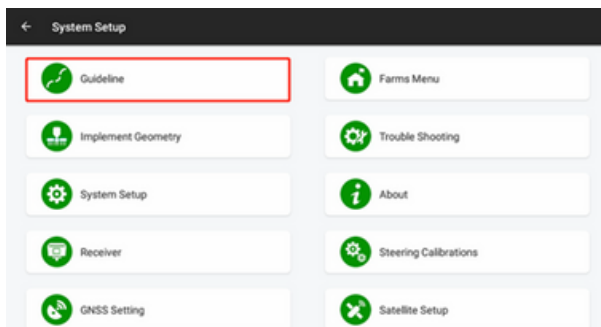 System Setup
Guideline
Farms Menu
Implement Geometry
Trouble Shooting
System Setup
About
Receiver
Steering Calibrations
GNSS Setting
Satellite Setup